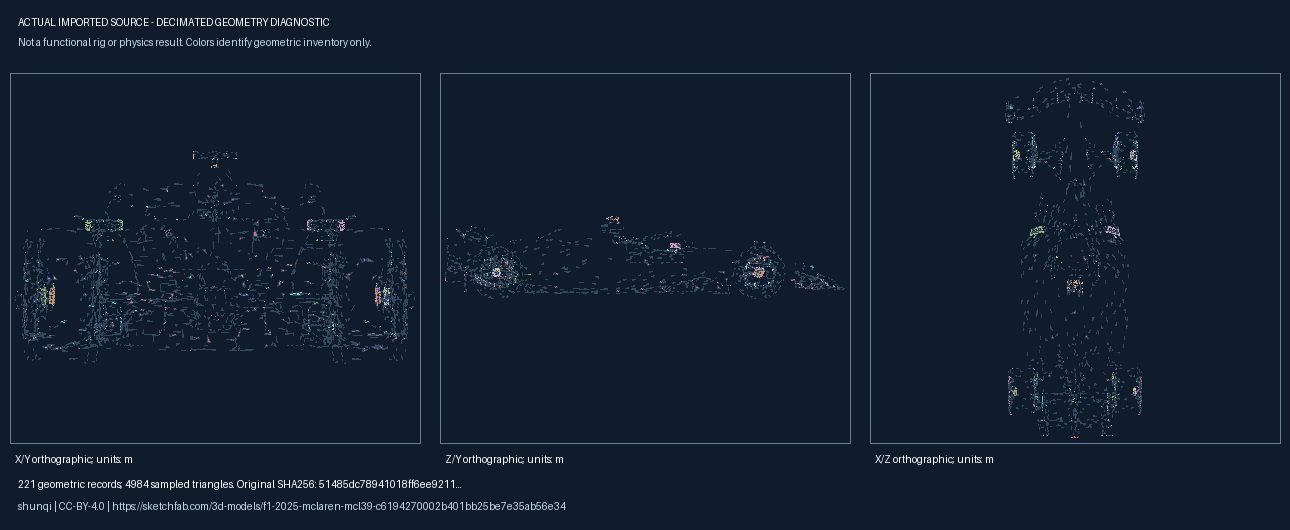 ACTUAL IMPORTED SOURCE - DECIMATED GEOMETRY DIAGNOSTIC
Not a functional rig or physics result. Colors identify geometric inventory only.
X/Y orthographic; units: m
Z/Y orthographic; units: m
X/Z orthographic; units: m
221 geometric records; 4984 sampled triangles. Original SHA256: 51485dc78941018ff6ee9211...
shunqi | CC-BY-4.0 | https://sketchfab.com/3d-models/f1-2025-mclaren-mcl39-c6194270002b401bb25be7e35ab56e34